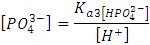 [PO₄³⁻] = Kₐ₃[HPO₄²⁻] / [H⁺]